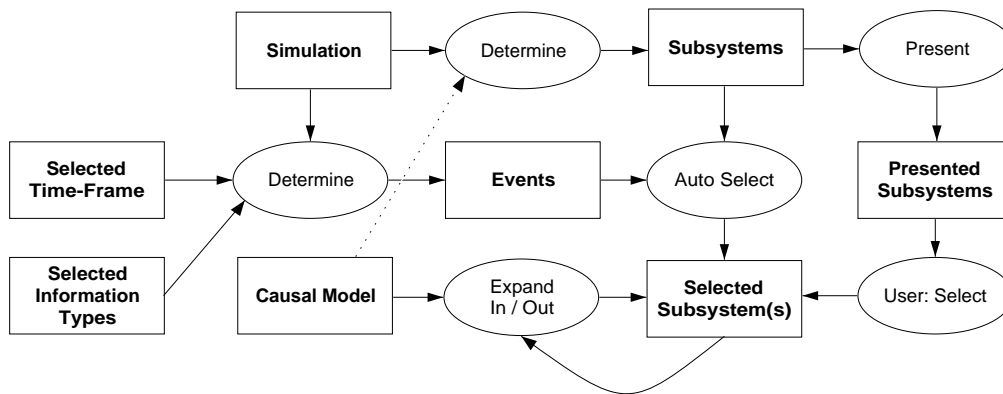 Simulation
Determine
Subsystems
Present
Selected
Time-Frame
Determine
Events
Auto Select
Presented
Subsystems
Selected
Information
Types
Causal Model
Expand
In / Out
Selected
Subsystem(s)
User: Select